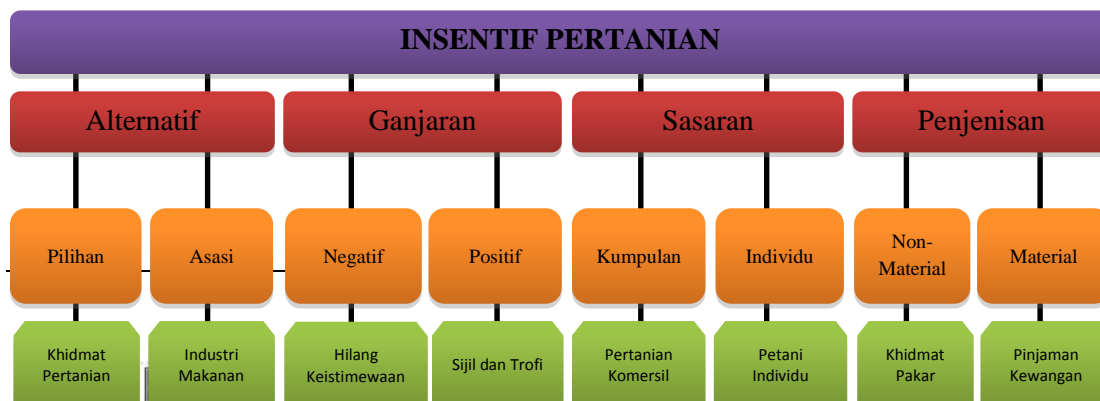 INSENTIF PERTANIAN
Alternatif
Ganjaran
Sasaran
Penjenisan
Pilihan
Asasi
Negatif
Positif
Kumpulan
Individu
Non-
Material
Material
Khidmat
Pertanian
Industri
Makanan
Hilang
Keistimewaan
Sijil dan Trofi
Pertanian
Komersil
Petani
Individu
Khidmat
Pakar
Pinjaman
Kewangan